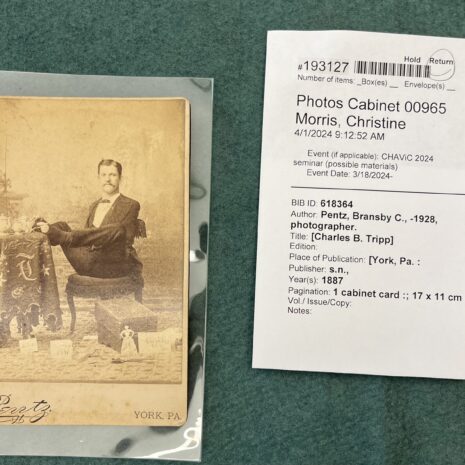 T
Pentz.
YORK, PA
Hold Return
#193127
Number of items: _Box(es) __ Envelope(s) __
Photos Cabinet 00965
Morris, Christine
4/1/2024 9:12:52 AM
Event (if applicable): CHAViC 2024
seminar (possible materials)
Event Date: 3/18/2024-
BIB ID: 618364
Author: Pentz, Bransby C., -1928,
photographer.
Title: [Charles B. Tripp]
Edition:
Place of Publication: [York, Pa. :
Publisher: s.n.,
Year(s): 1887
Pagination: 1 cabinet card :; 17 x 11 cm
Vol./ Issue/Copy:
Notes: